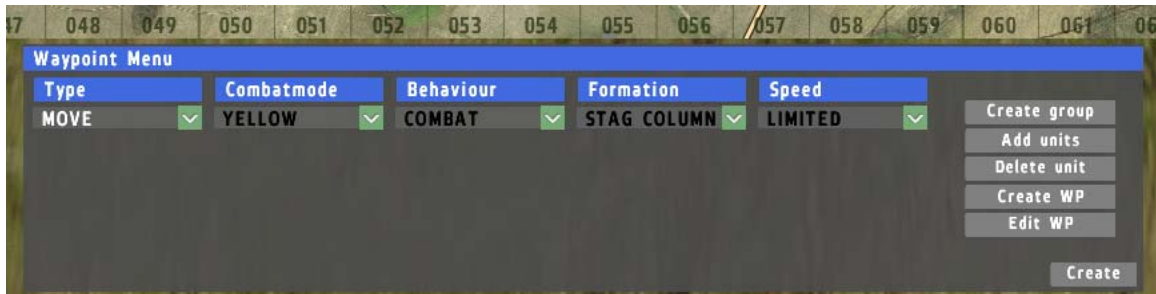 47 048 049 050 051 052 053 054 055 056 057 058 059 060 061 06
Waypoint Menu
Type Combatmode Behaviour Formation Speed
MOVE YELLOW COMBAT STAG COLUMN LIMITED
Create group
Add units
Delete unit
Create WP
Edit WP
Create